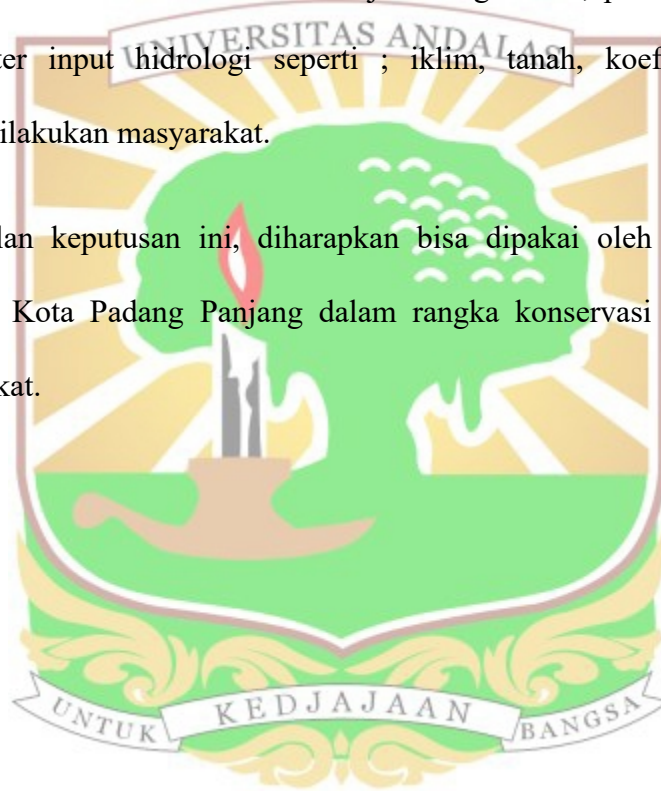 UNIVERSITAS ANDALAS
ter input hidrologi seperti ; iklim, tanah, koef
ilakukan masyarakat.
lan keputusan ini, diharapkan bisa dipakai oleh
Kota Padang Panjang dalam rangka konservasi
kat.
UNTUK KEDJAJAAN BANGSA